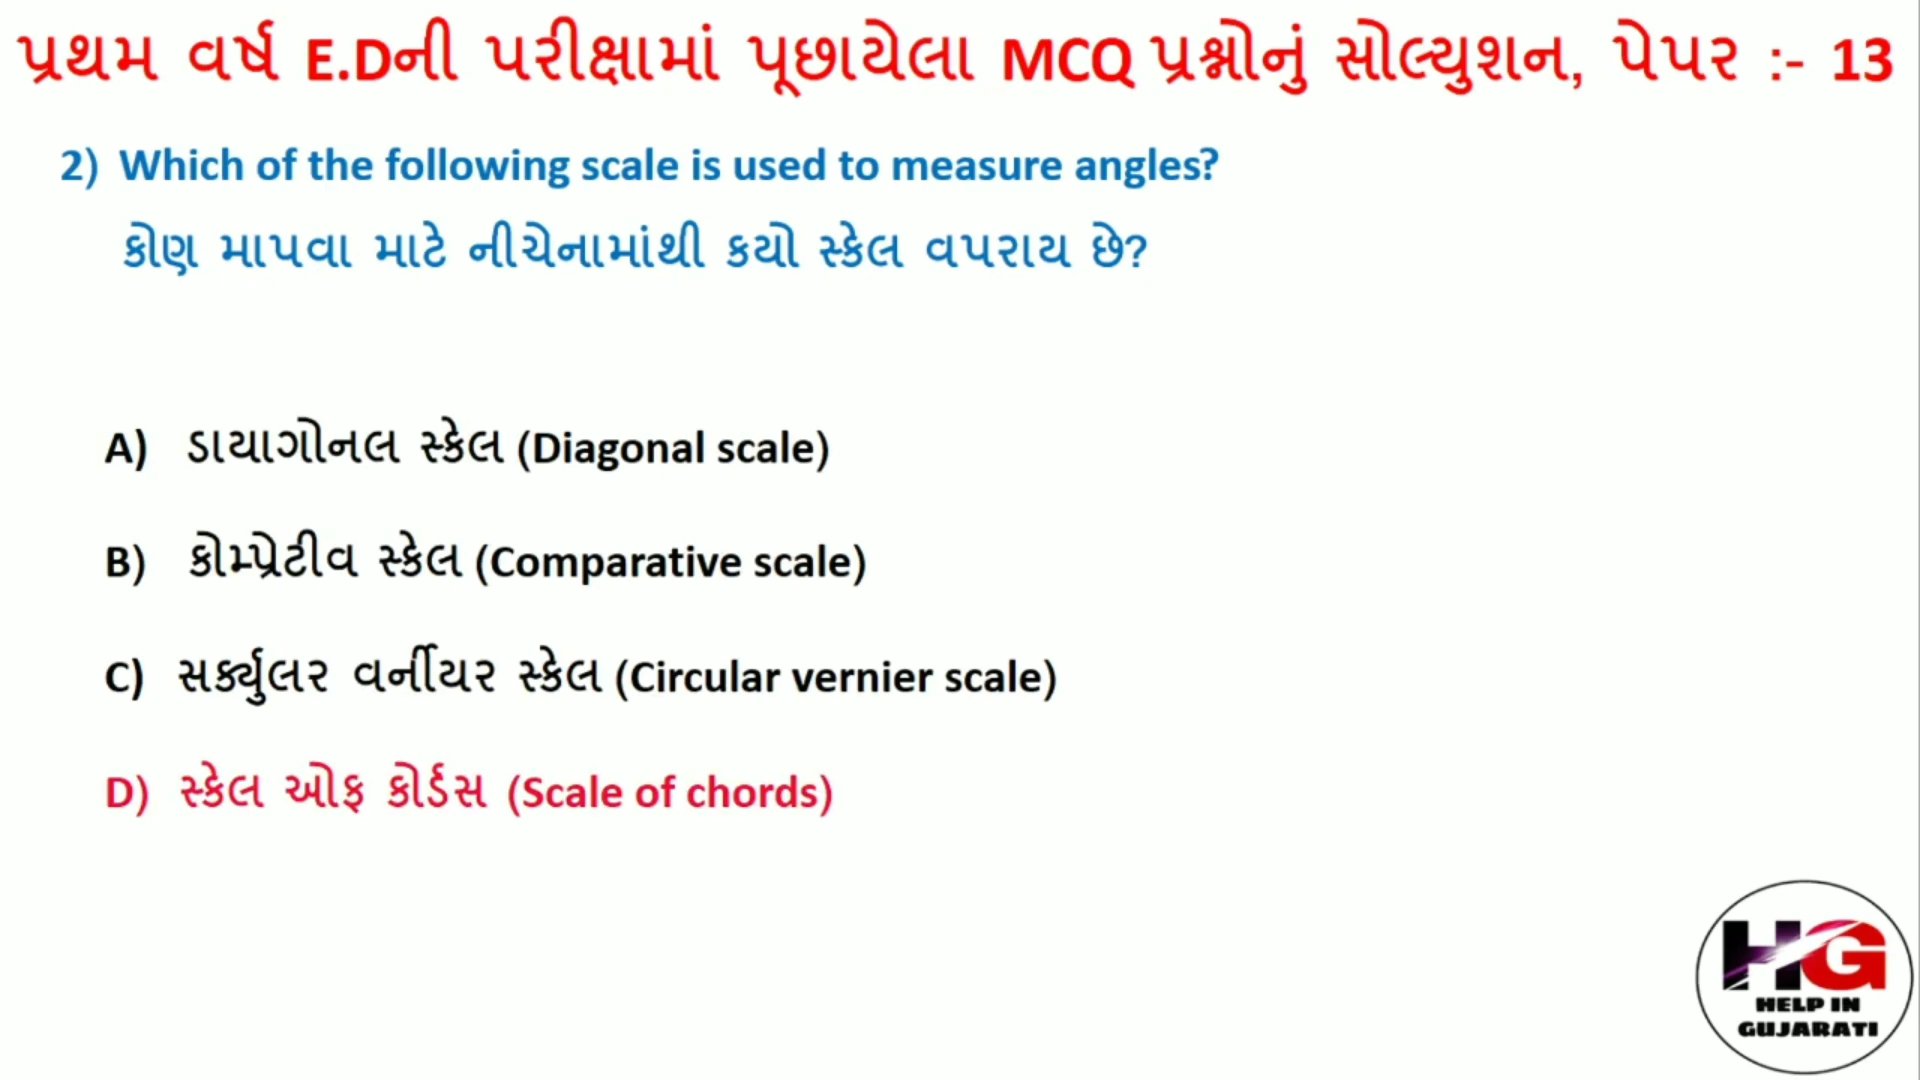 પ્રથમ વર્ષ E.Dની પરીક્ષામાં પૂછાયેલા MCQ પ્રશ્નોનું સોલ્યુશન, પેપર :- 13
2) Which of the following scale is used to measure angles?
કોણ માપવા માટે નીચેનામાંથી કયો સ્કેલ વપરાય છે?
A) ડાયાગોનલ સ્કેલ (Diagonal scale)
B) કોમ્પ્રેટીવ સ્કેલ (Comparative scale)
C) સર્ક્યુલર વર્નીયર સ્કેલ (Circular vernier scale)
D) સ્કેલ ઓફ કોર્ડસ (Scale of chords)
HG
HELP IN
GUJARATI